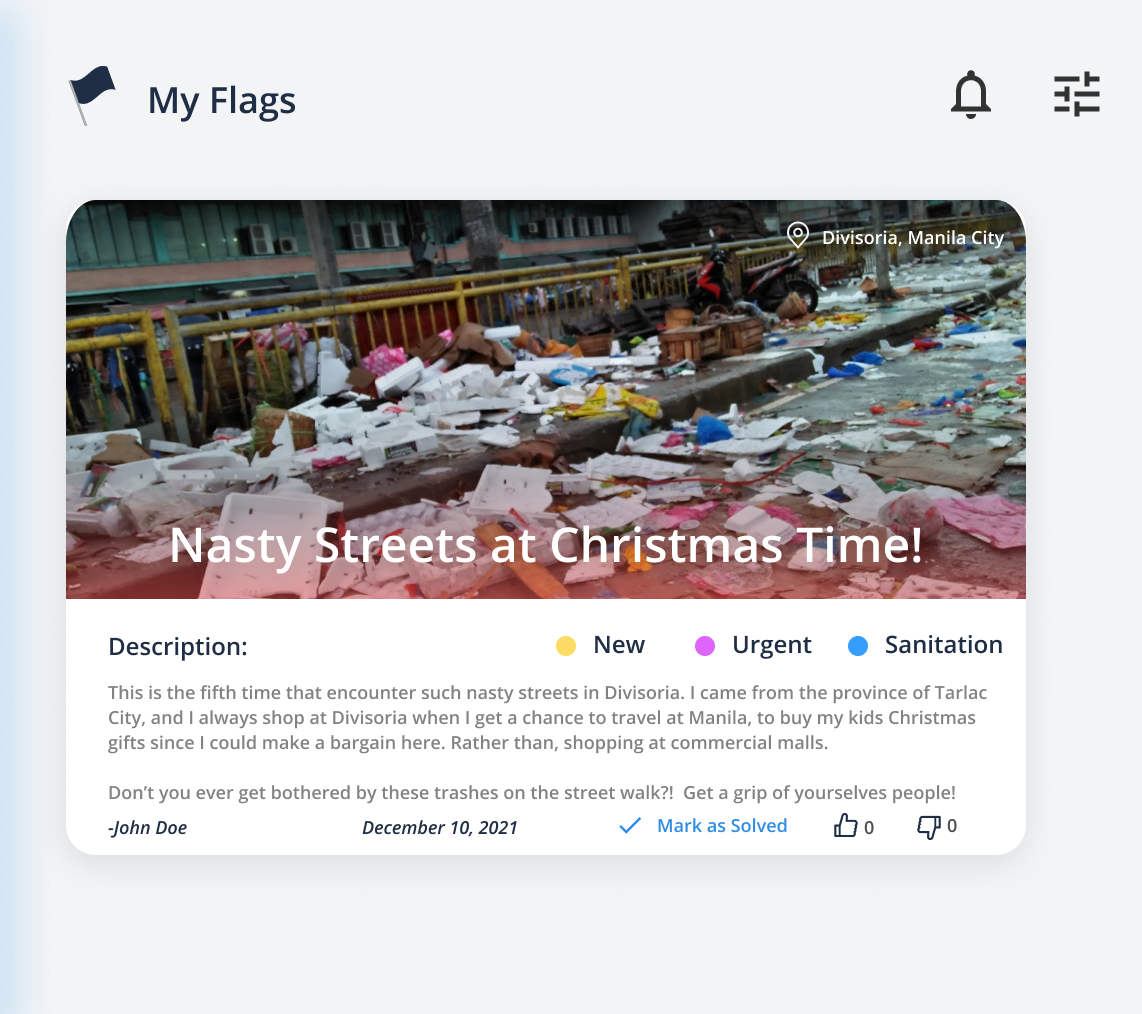 My Flags
Divisoria, Manila City
Nasty Streets at Christmas Time!
Description:
New
Urgent
Sanitation
This is the fifth time that encounter such nasty streets in Divisoria. I came from the province of Tarlac
City, and I always shop at Divisoria when I get a chance to travel at Manila, to buy my kids Christmas
gifts since I could make a bargain here. Rather than, shopping at commercial malls.
Don’t you ever get bothered by these trashes on the street walk?!  Get a grip of yourselves people!
-John Doe
December 10, 2021
Mark as Solved
0
0